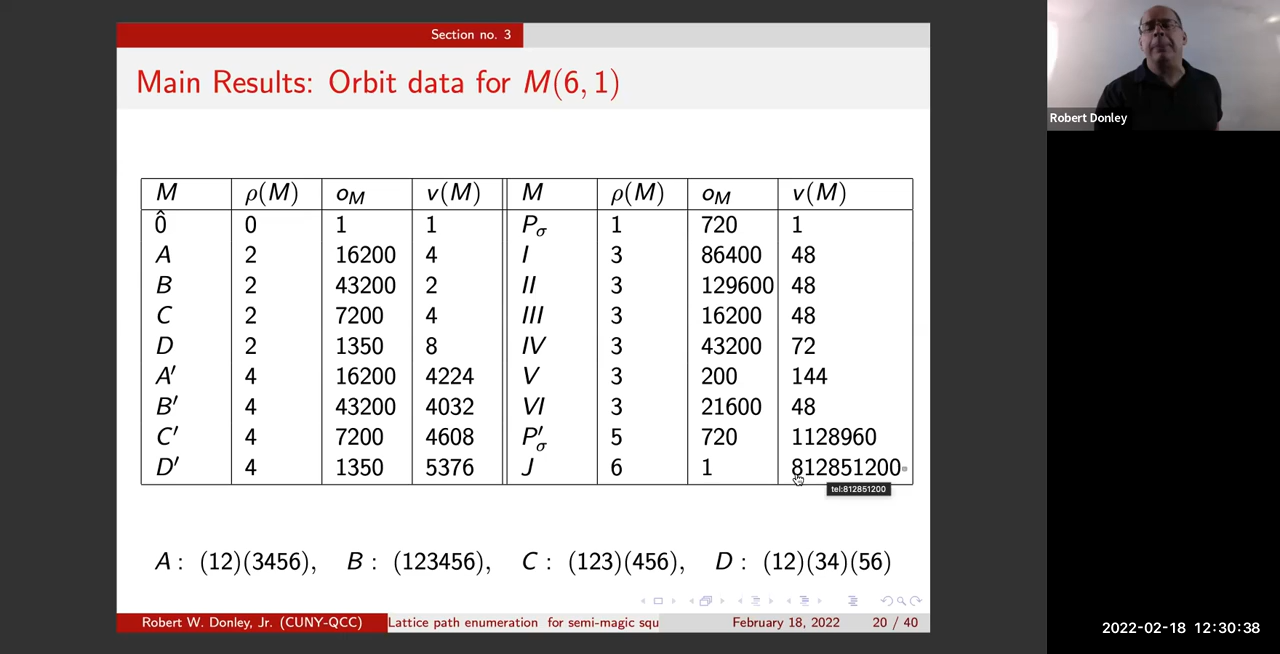 Section no. 3
Main Results: Orbit data for M(6, 1)
M ρ(M) o_M v(M) M ρ(M) o_M v(M)
0̂ 0 1 1 P_σ 1 720 1
A 2 16200 4 I 3 86400 48
B 2 43200 2 II 3 129600 48
C 2 7200 4 III 3 16200 48
D 2 1350 8 IV 3 43200 72
A′ 4 16200 4224 V 3 200 144
B′ 4 43200 4032 VI 3 21600 48
C′ 4 7200 4608 P′_σ 5 720 1128960
D′ 4 1350 5376 J 6 1 812851200
tel:812851200
A : (12)(3456), B : (123456), C : (123)(456), D : (12)(34)(56)
Robert W. Donley, Jr. (CUNY-QCC) Lattice path enumeration for semi-magic squ February 18, 2022 20 / 40
Robert Donley
2022-02-18 12:30:38